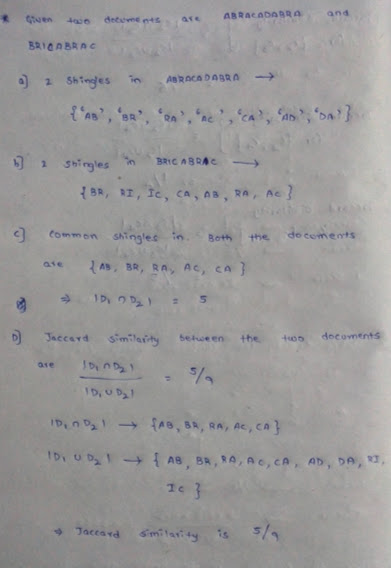 * Given two documents are ABRACADABRA and
BRICABRAC
a] 2 Shingles in ABRACADABRA →
{'AB', 'BR', 'RA', 'AC', 'CA', 'AD', 'DA'}
b] 2 Shingles in BRICABRAC →
{BR, RI, IC, CA, AB, RA, AC}
c] Common Shingles in Both the documents
are {AB, BR, RA, AC, CA}
⇒ |D₁ ∩ D₂| = 5
D] Jaccard Similarity between the two documents
are |D₁ ∩ D₂| / |D₁ ∪ D₂| = 5/9
|D₁ ∩ D₂| → {AB, BR, RA, AC, CA}
|D₁ ∪ D₂| → {AB, BR, RA, AC, CA, AD, DA, RI,
IC}
⇒ Jaccard similarity is 5/9